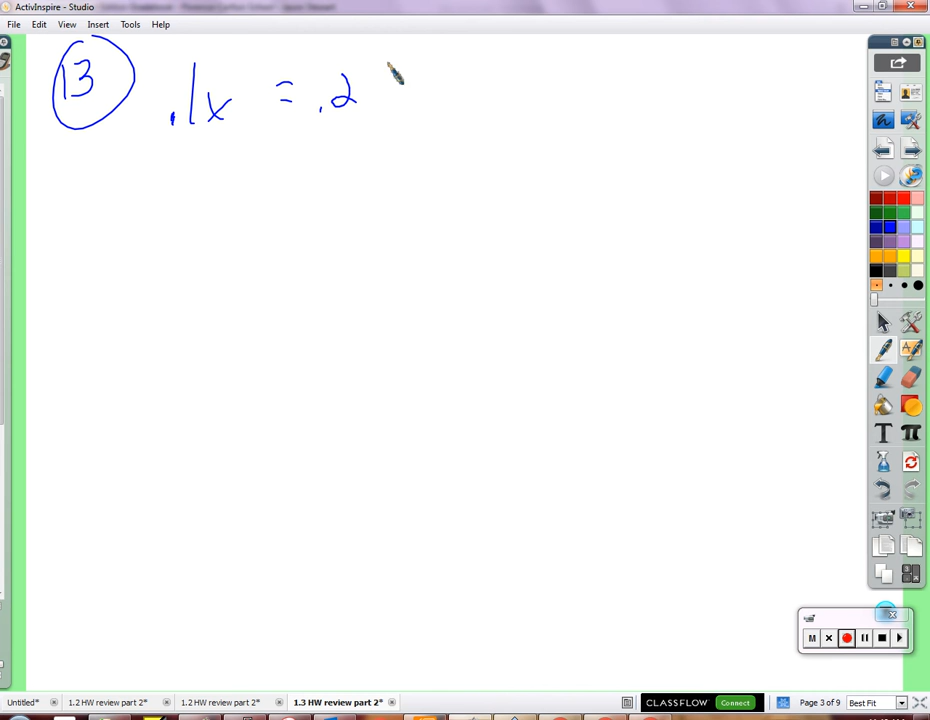 ActivInspire - Studio
File Edit View Insert Tools Help
13 .1x = .2
M
Untitled* 1.2 HW review part 2* 1.2 HW review part 2* 1.3 HW review part 2*
CLASSFLOW Connect
Page 3 of 9 Best Fit